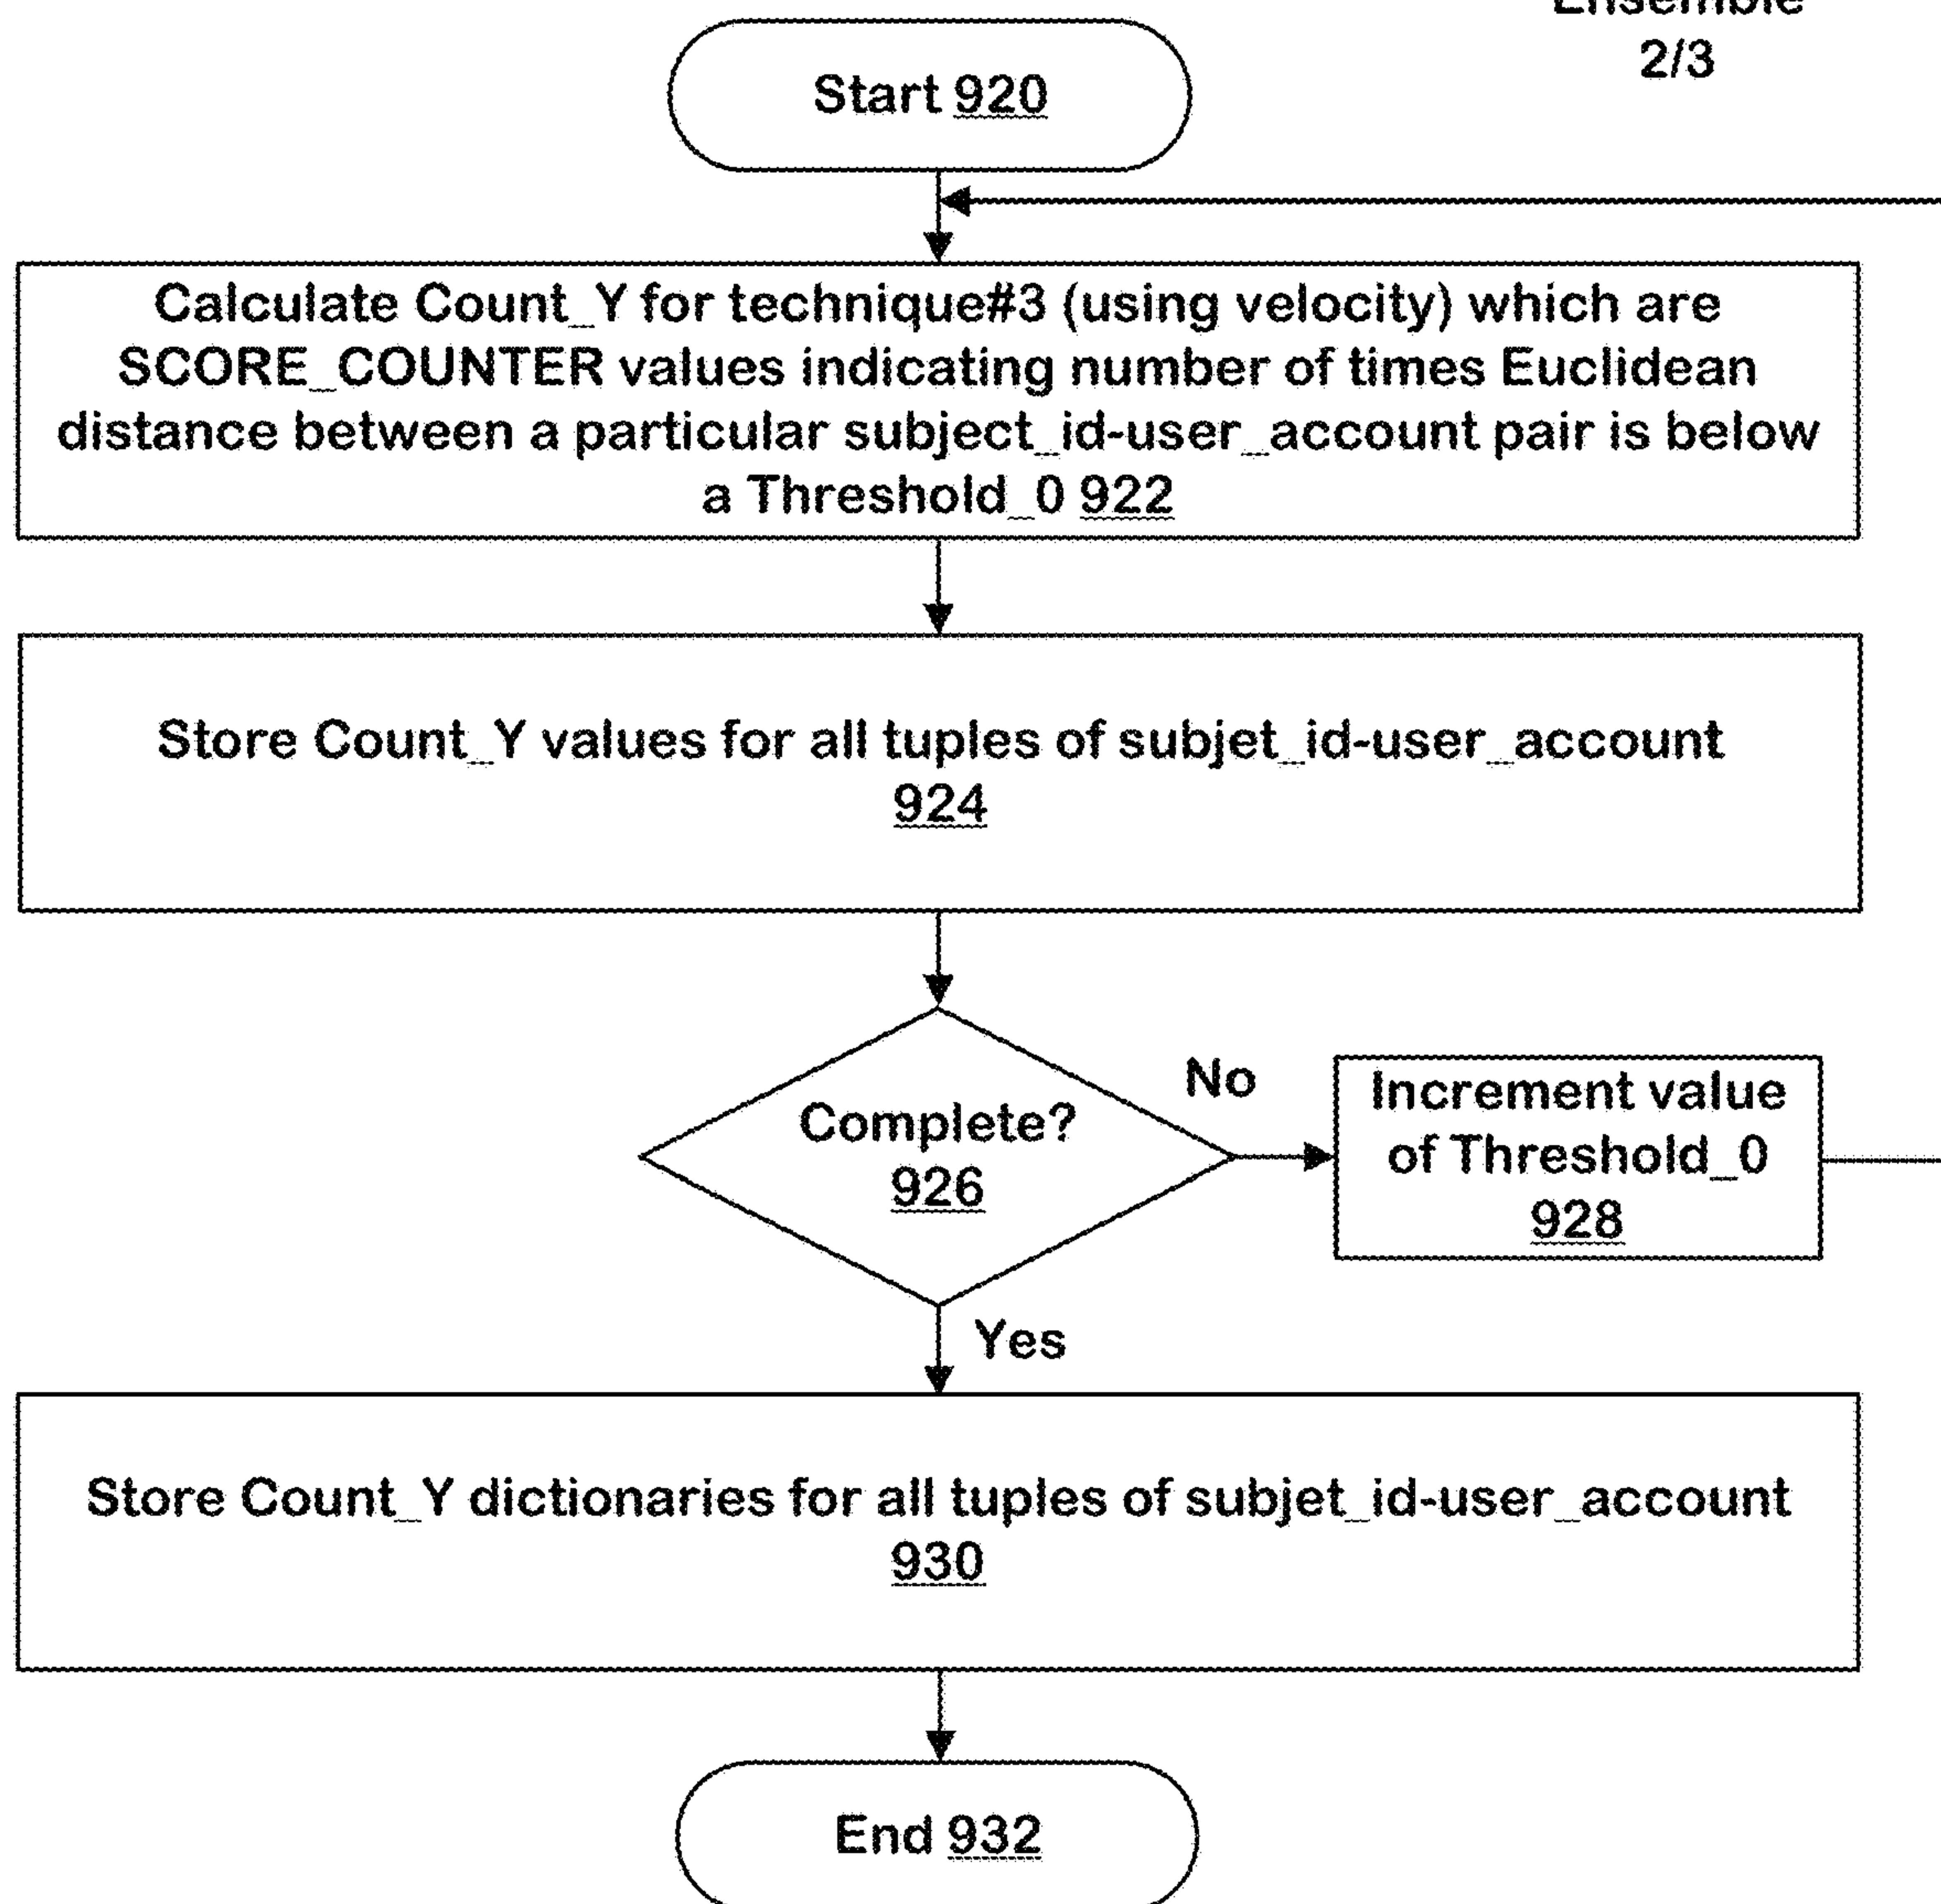 Ensemble
2/3
Start 920
Calculate Count_Y for technique#3 (using velocity) which are
SCORE_COUNTER values indicating number of times Euclidean
distance between a particular subject_id-user_account pair is below
a Threshold_0 922
Store Count_Y values for all tuples of subjet_id-user_account
924
Complete?
926
No
Increment value
of Threshold_0
928
Yes
Store Count_Y dictionaries for all tuples of subjet_id-user_account
930
End 932